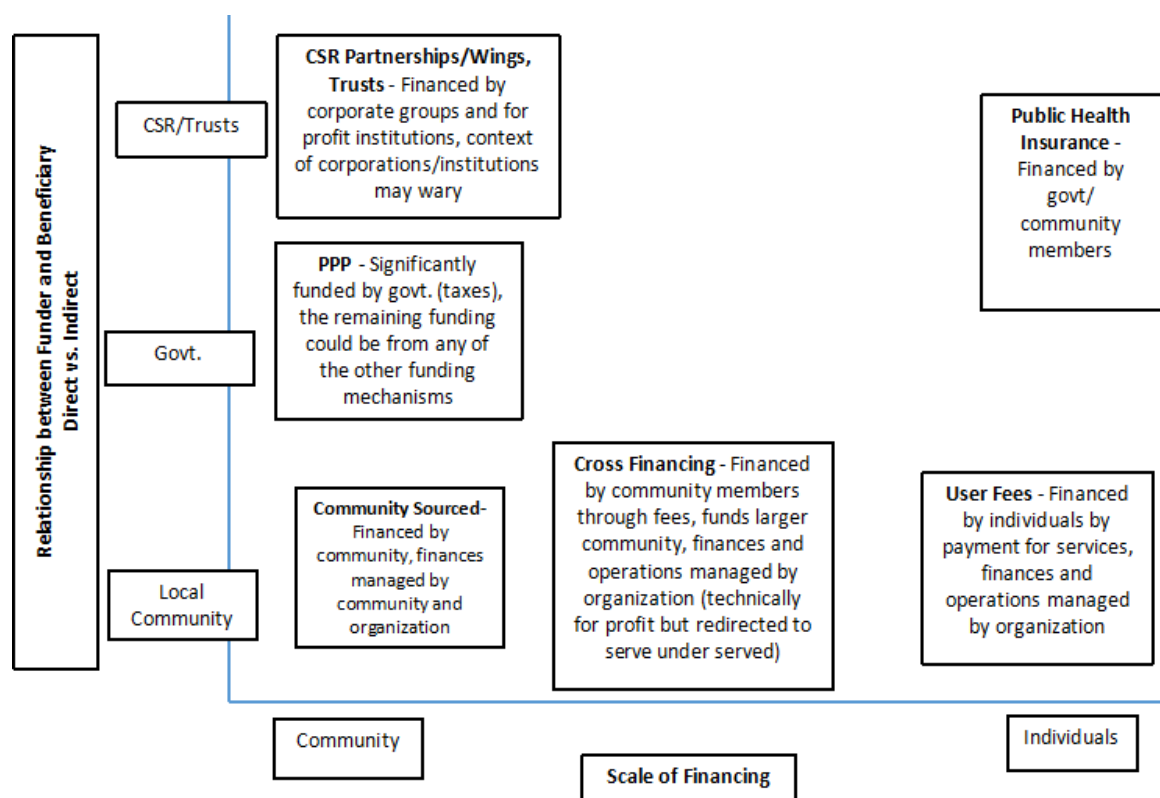 Relationship between Funder and Beneficiary
Direct vs. Indirect
CSR/Trusts
Govt.
Local
Community
CSR Partnerships/Wings,
Trusts - Financed by
corporate groups and for
profit institutions, context
of corporations/institutions
may wary
Public Health
Insurance -
Financed by
govt/
community
members
PPP - Significantly
funded by govt. (taxes),
the remaining funding
could be from any of
the other funding
mechanisms
Community Sourced-
Financed by
community, finances
managed by
community and
organization
Cross Financing - Financed
by community members
through fees, funds larger
community, finances and
operations managed by
organization (technically
for profit but redirected to
serve under served)
User Fees - Financed
by individuals by
payment for services,
finances and
operations managed
by organization
Community
Individuals
Scale of Financing